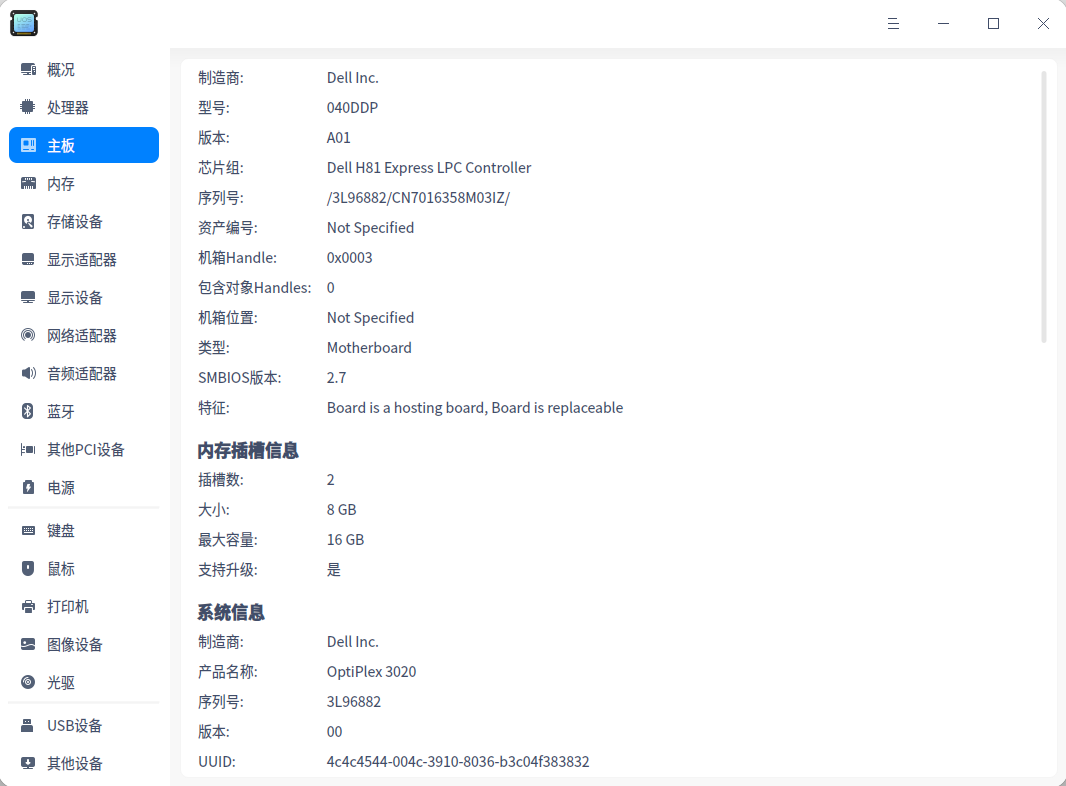 概况
处理器
主板
内存
存储设备
显示适配器
显示设备
网络适配器
音频适配器
蓝牙
其他PCI设备
电源
键盘
鼠标
打印机
图像设备
光驱
USB设备
其他设备
制造商: Dell Inc.
型号: 040DDP
版本: A01
芯片组: Dell H81 Express LPC Controller
序列号: /3L96882/CN7016358M03IZ/
资产编号: Not Specified
机箱Handle: 0x0003
包含对象Handles: 0
机箱位置: Not Specified
类型: Motherboard
SMBIOS版本: 2.7
特征: Board is a hosting board, Board is replaceable
内存插槽信息
插槽数: 2
大小: 8 GB
最大容量: 16 GB
支持升级: 是
系统信息
制造商: Dell Inc.
产品名称: OptiPlex 3020
序列号: 3L96882
版本: 00
UUID: 4c4c4544-004c-3910-8036-b3c04f383832